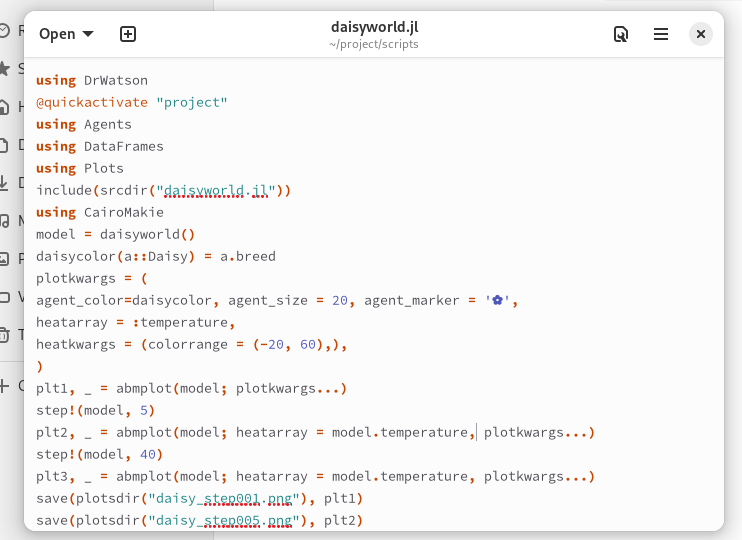 Open
daisyworld.jl
~/project/scripts
using DrWatson
@quickactivate "project"
using Agents
using DataFrames
using Plots
include(srcdir("daisyworld.jl"))
using CairoMakie
model = daisyworld()
daisycolor(a::Daisy) = a.breed
plotkwargs = (
agent_color=daisycolor, agent_size = 20, agent_marker = '✿',
heatarray = :temperature,
heatkwargs = (colorrange = (-20, 60),),
)
plt1, _ = abmplot(model; plotkwargs...)
step!(model, 5)
plt2, _ = abmplot(model; heatarray = model.temperature, plotkwargs...)
step!(model, 40)
plt3, _ = abmplot(model; heatarray = model.temperature, plotkwargs...)
save(plotsdir("daisy_step001.png"), plt1)
save(plotsdir("daisy_step005.png"), plt2)